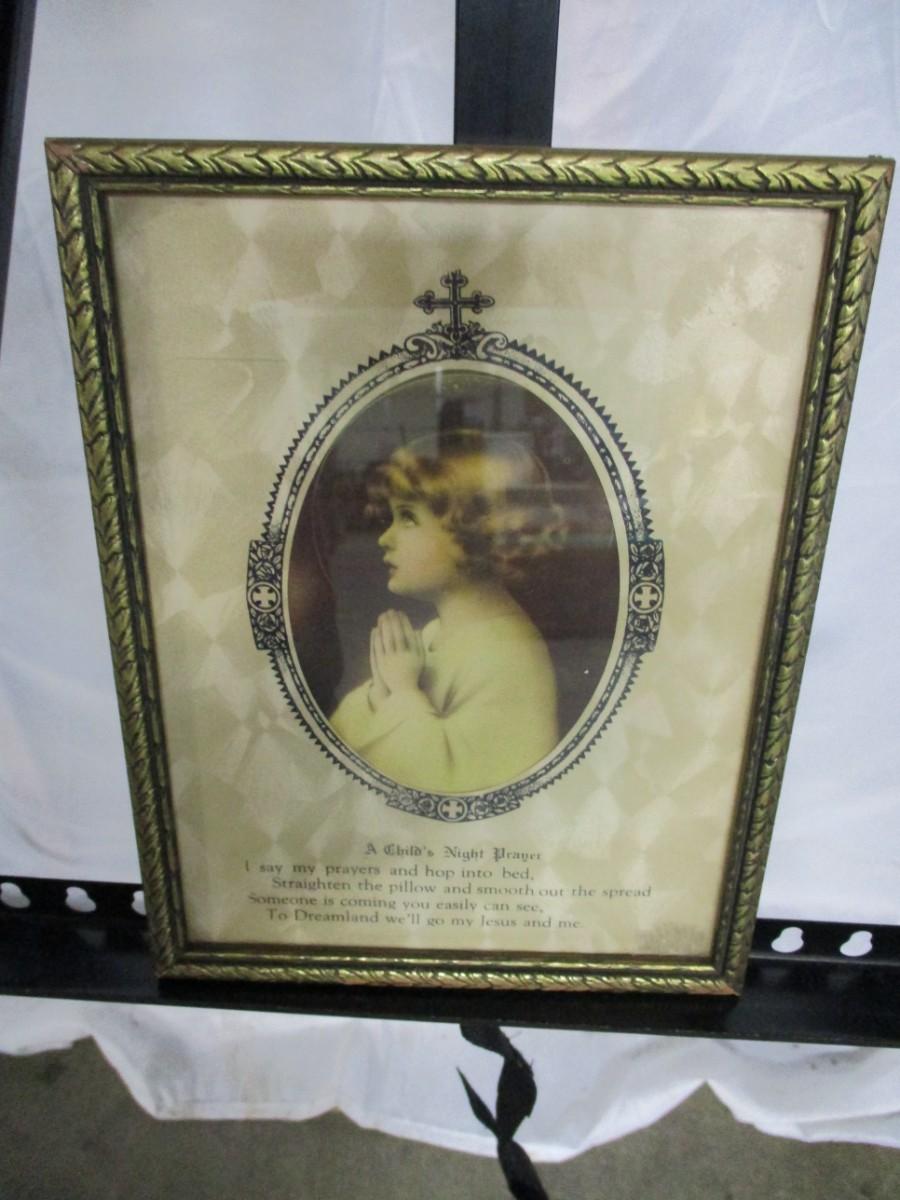 A Child's Night Prayer
I say my prayers and hop into bed,
Straighten the pillow and smooth out the spread
Someone is coming you easily can see,
To Dreamland we'll go my Jesus and me.